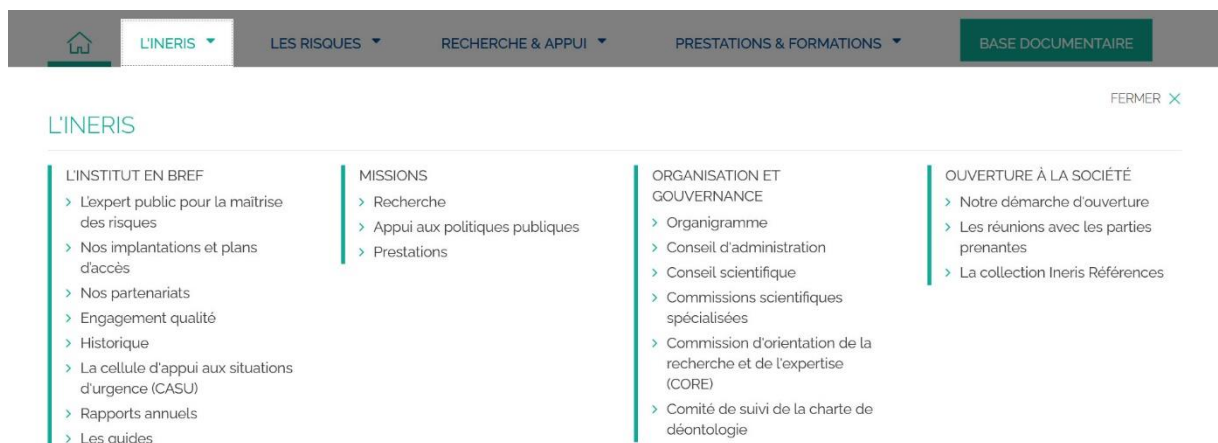 L'INERIS
LES RISQUES
RECHERCHE & APPUI
PRESTATIONS & FORMATIONS
BASE DOCUMENTAIRE
FERMER
L'INERIS
L'INSTITUT EN BREF
L'expert public pour la maîtrise
des risques
Nos implantations et plans
d'accès
Nos partenariats
Engagement qualité
Historique
La cellule d'appui aux situations
d'urgence (CASU)
Rapports annuels
Les guides
MISSIONS
Recherche
Appui aux politiques publiques
Prestations
ORGANISATION ET
GOUVERNANCE
Organigramme
Conseil d'administration
Conseil scientifique
Commissions scientifiques
spécialisées
Commission d'orientation de la
recherche et de l'expertise
(CORE)
Comité de suivi de la charte de
déontologie
OUVERTURE À LA SOCIÉTÉ
Notre démarche d'ouverture
Les réunions avec les parties
prenantes
La collection Ineris Références